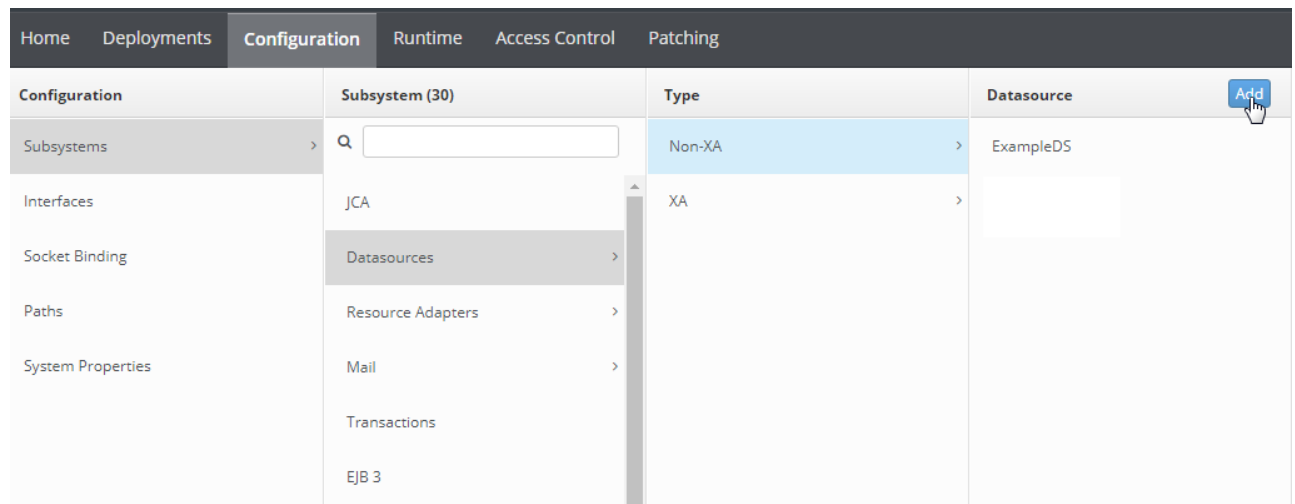 Home Deployments Configuration Runtime Access Control Patching
Configuration Subsystem (30) Type Datasource Add
Subsystems Non-XA ExampleDS
Interfaces JCA XA
Socket Binding Datasources
Paths Resource Adapters
System Properties Mail
Transactions
EJB 3